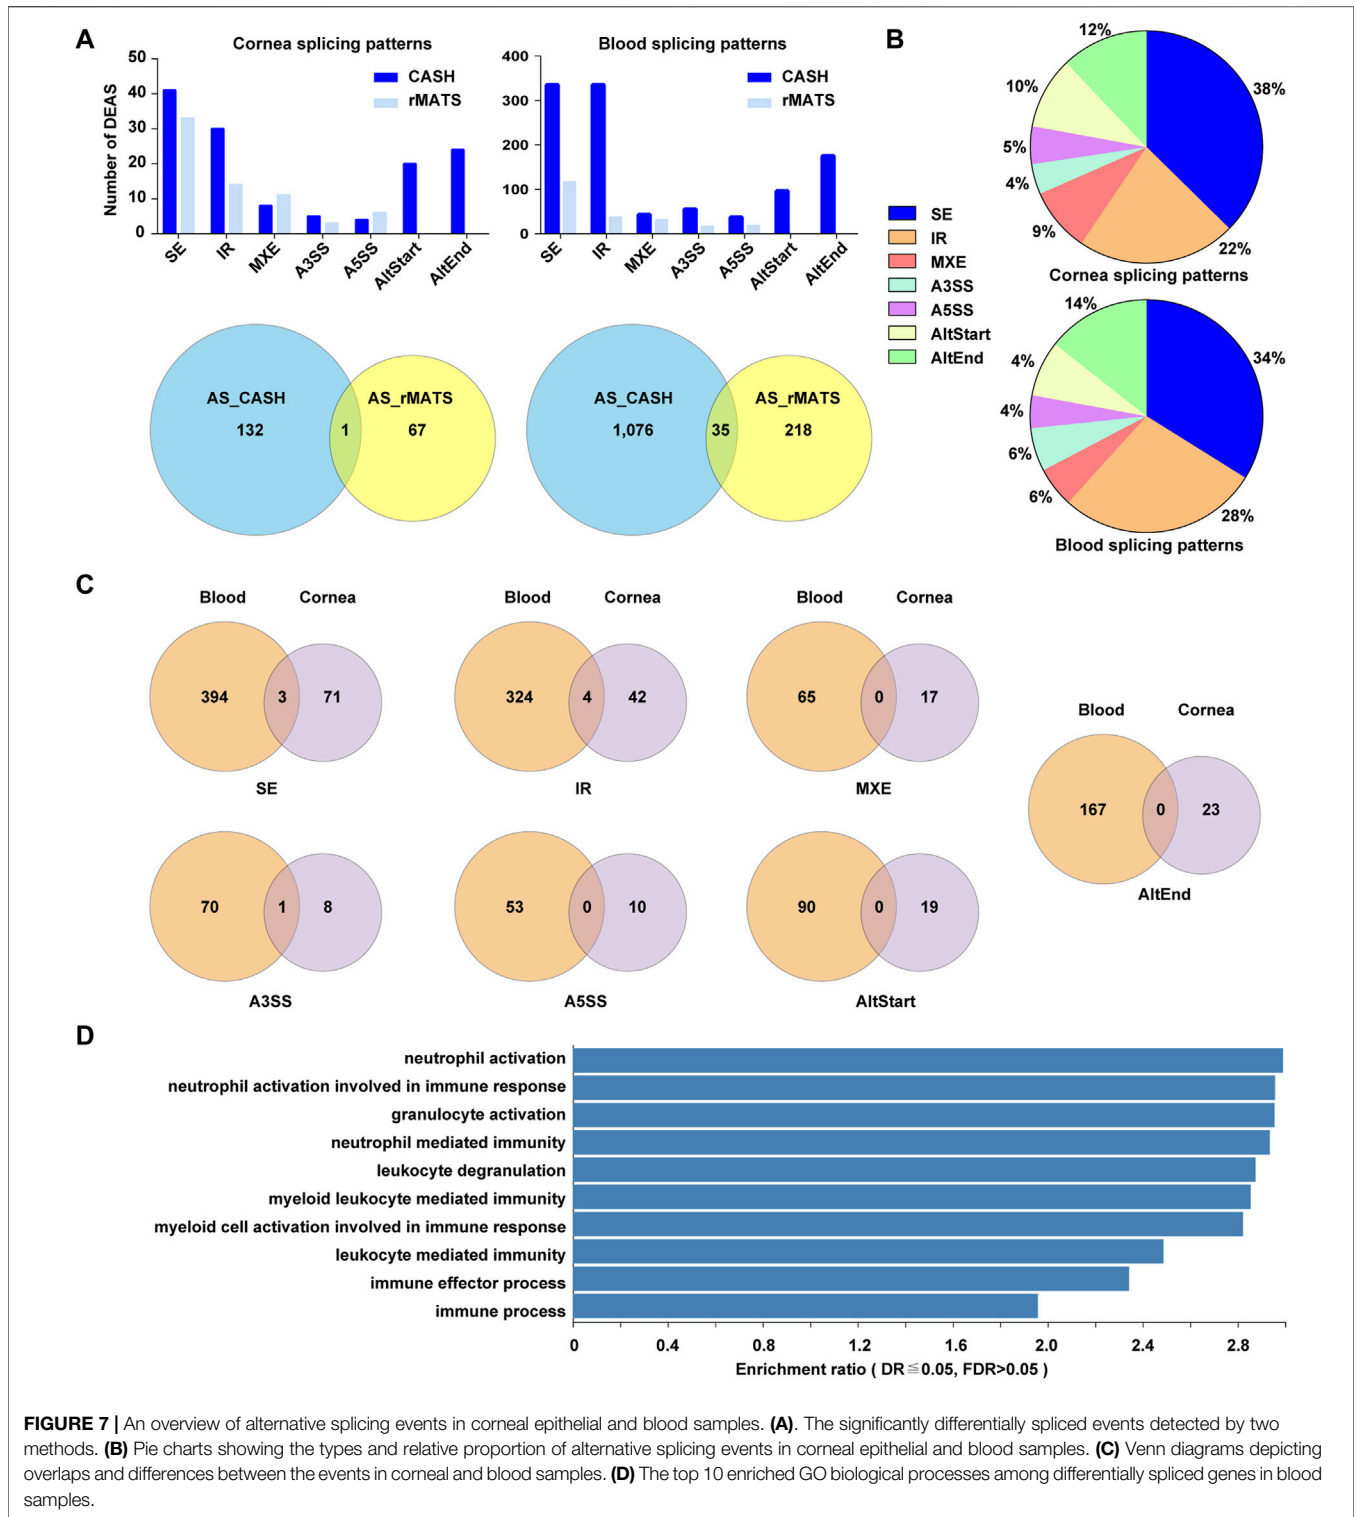 A
Cornea splicing patterns
Number of DEAS
50
40
30
20
10
0
CASH
rMATS
SE
IR
MXE
A3SS
A5SS
AltStart
AltEnd
Blood splicing patterns
400
300
200
100
0
CASH
rMATS
SE
IR
MXE
A3SS
A5SS
AltStart
AltEnd
AS_CASH
132
1
AS_rMATS
67
AS_CASH
1,076
35
AS_rMATS
218
B
SE
IR
MXE
A3SS
A5SS
AltStart
AltEnd
12%
38%
10%
5%
4%
9%
22%
Cornea splicing patterns
14%
34%
4%
4%
6%
6%
28%
Blood splicing patterns
C
Blood Cornea
394 3 71
SE
Blood Cornea
324 4 42
IR
Blood Cornea
65 0 17
MXE
Blood Cornea
167 0 23
AltEnd
70 1 8
A3SS
53 0 10
A5SS
90 0 19
AltStart
D
neutrophil activation
neutrophil activation involved in immune response
granulocyte activation
neutrophil mediated immunity
leukocyte degranulation
myeloid leukocyte mediated immunity
myeloid cell activation involved in immune response
leukocyte mediated immunity
immune effector process
immune process
0 0.4 0.8 1.2 1.6 2.0 2.4 2.8
Enrichment ratio ( DR≦0.05, FDR>0.05 )
FIGURE 7 | An overview of alternative splicing events in corneal epithelial and blood samples. (A). The significantly differentially spliced events detected by two
methods. (B) Pie charts showing the types and relative proportion of alternative splicing events in corneal epithelial and blood samples. (C) Venn diagrams depicting
overlaps and differences between the events in corneal and blood samples. (D) The top 10 enriched GO biological processes among differentially spliced genes in blood
samples.